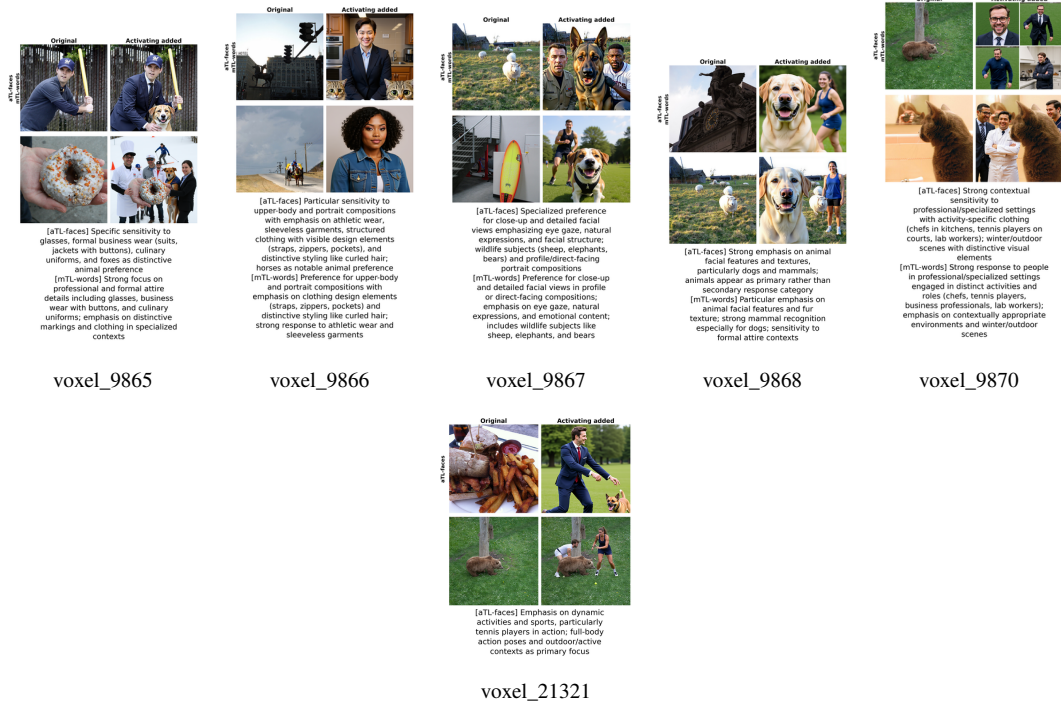 Original Activating added
aTL-faces
mTL-words
[aTL-faces] Specific sensitivity to
glasses, formal business wear (suits,
jackets with buttons), culinary
uniforms, and foxes as distinctive
animal preference
[mTL-words] Strong focus on
professional and formal attire
details including glasses, business
wear with buttons, and culinary
uniforms; emphasis on distinctive
markings and clothing in specialized
contexts
voxel_9865
Original Activating added
aTL-faces
mTL-words
[aTL-faces] Particular sensitivity to
upper-body and portrait compositions
with emphasis on athletic wear,
sleeveless garments, structured
clothing with visible design elements
(straps, zippers, pockets), and
distinctive styling like curled hair;
horses as notable animal preference
[mTL-words] Preference for upper-body
and portrait compositions with
emphasis on clothing design elements
(straps, zippers, pockets) and
distinctive styling like curled hair;
strong response to athletic wear and
sleeveless garments
voxel_9866
Original Activating added
aTL-faces
mTL-words
[aTL-faces] Specialized preference
for close-up and detailed facial
views emphasizing eye gaze, natural
expressions, and facial structure;
wildlife subjects (sheep, elephants,
bears) and profile/direct-facing
portrait compositions
[mTL-words] Preference for close-up
and detailed facial views in profile
or direct-facing compositions;
emphasis on eye gaze, natural
expressions, and emotional content;
includes wildlife subjects like
sheep, elephants, and bears
voxel_9867
Original Activating added
aTL-faces
mTL-words
[aTL-faces] Strong emphasis on animal
facial features and textures,
particularly dogs and mammals;
animals appear as primary rather than
secondary response category
[mTL-words] Particular emphasis on
animal facial features and fur
texture; strong mammal recognition
especially for dogs; sensitivity to
formal attire contexts
voxel_9868
Original Activating added
aTL-faces
mTL-words
[aTL-faces] Strong contextual
sensitivity to
professional/specialized settings
with activity-specific clothing
(chefs in kitchens, tennis players on
courts, lab workers); winter/outdoor
scenes with distinctive visual
elements
[mTL-words] Strong response to people
in professional/specialized settings
engaged in distinct activities and
roles (chefs, tennis players,
business professionals, lab workers);
emphasis on contextually appropriate
environments and winter/outdoor
scenes
voxel_9870
Original Activating added
aTL-faces
[aTL-faces] Emphasis on dynamic
activities and sports, particularly
tennis players in action; full-body
action poses and outdoor/active
contexts as primary focus
voxel_21321